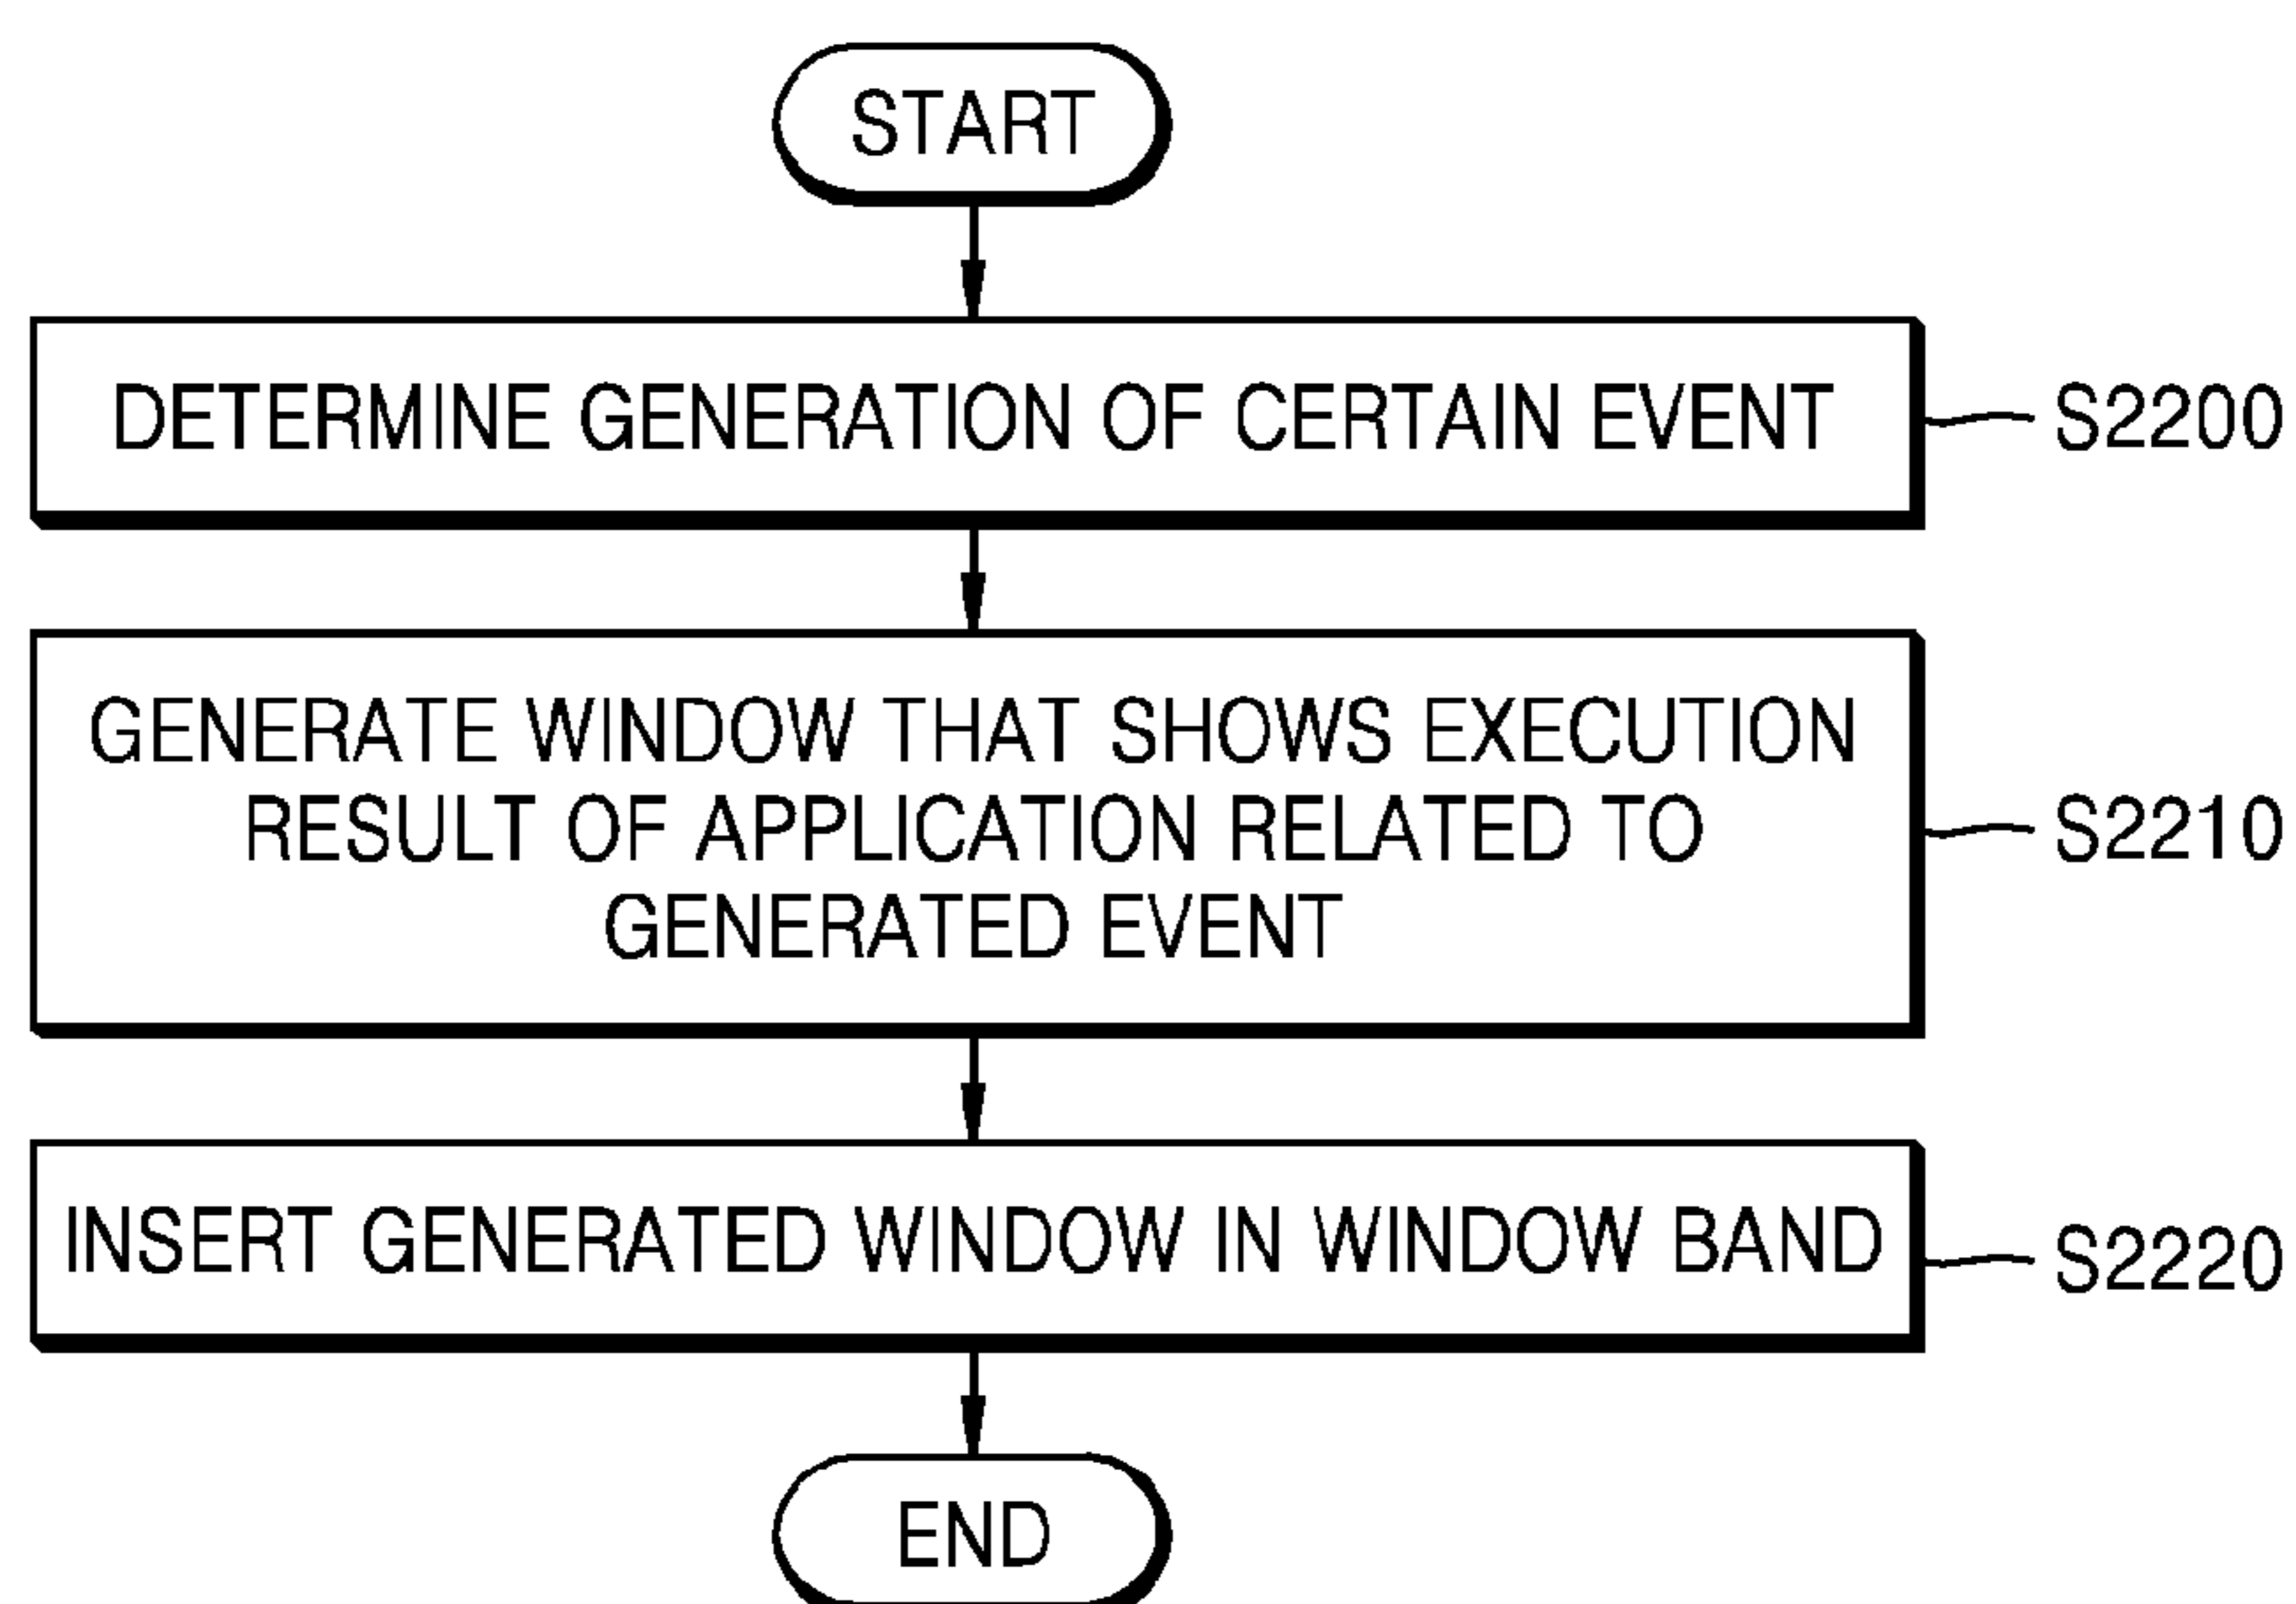 START
DETERMINE GENERATION OF CERTAIN EVENT
S2200
GENERATE WINDOW THAT SHOWS EXECUTION
RESULT OF APPLICATION RELATED TO
GENERATED EVENT
S2210
INSERT GENERATED WINDOW IN WINDOW BAND
S2220
END